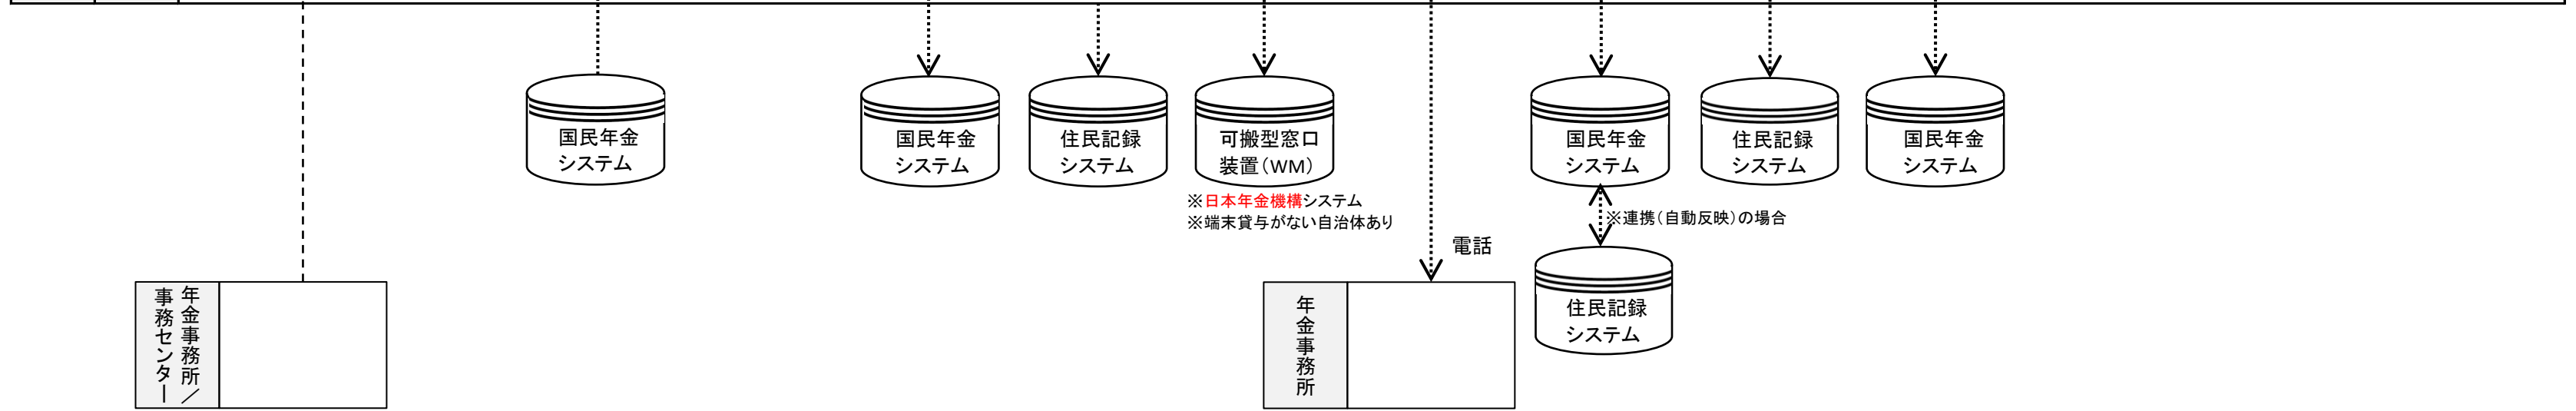 国民年金
システム
国民年金
システム
住民記録
システム
可搬型窓口
装置（WM）
※日本年金機構システム
※端末貸与がない自治体あり
国民年金
システム
住民記録
システム
国民年金
システム
※連携（自動反映）の場合
電話
住民記録
システム
年金事務所／
事務センター
年金事務所